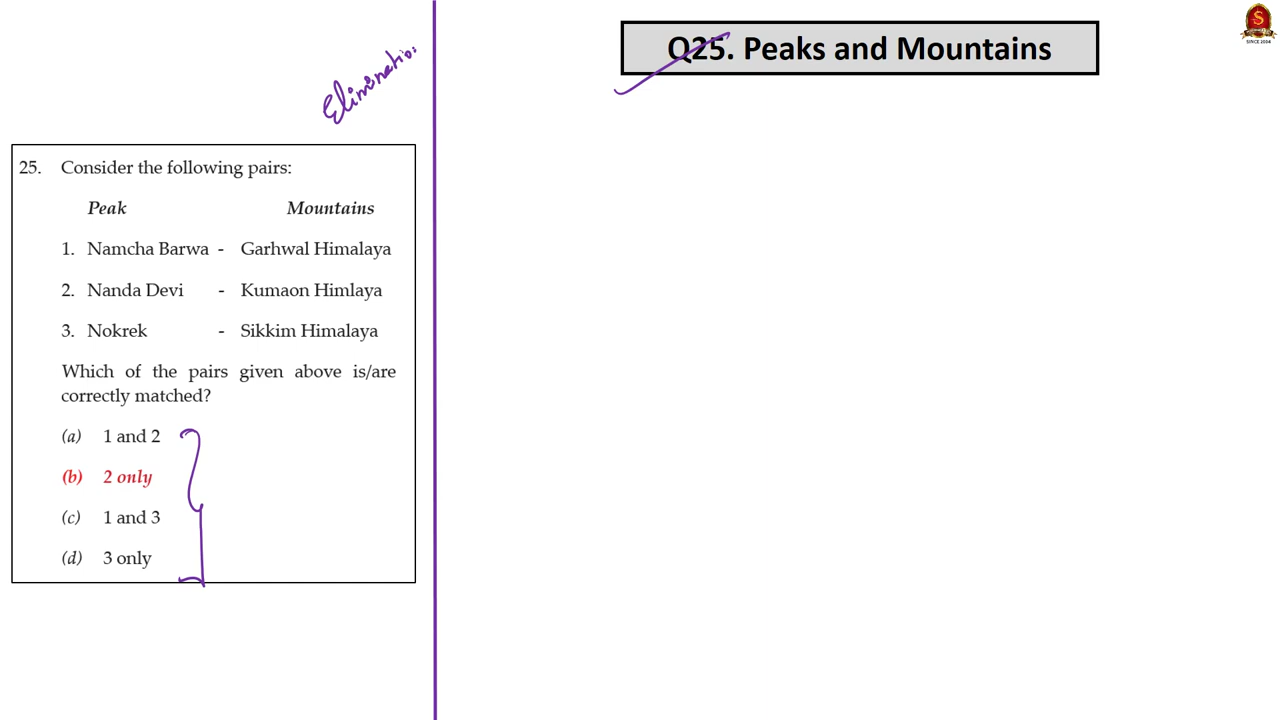 Q25. Peaks and Mountains
SINCE 2004
Elimination
25. Consider the following pairs:
Peak Mountains
1. Namcha Barwa - Garhwal Himalaya
2. Nanda Devi - Kumaon Himlaya
3. Nokrek - Sikkim Himalaya
Which of the pairs given above is/are
correctly matched?
(a) 1 and 2
(b) 2 only
(c) 1 and 3
(d) 3 only